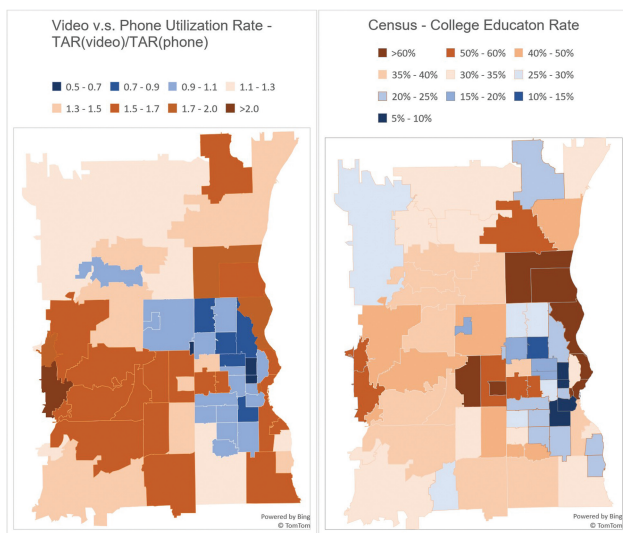 Video v.s. Phone Utilization Rate -
TAR(video)/TAR(phone)
0.5 - 0.7
0.7 - 0.9
0.9 - 1.1
1.1 - 1.3
1.3 - 1.5
1.5 - 1.7
1.7 - 2.0
>2.0
Powered by Bing
© TomTom
Census - College Educaton Rate
>60%
50% - 60%
40% - 50%
35% - 40%
30% - 35%
25% - 30%
20% - 25%
15% - 20%
10% - 15%
5% - 10%
Powered by Bing
© TomTom